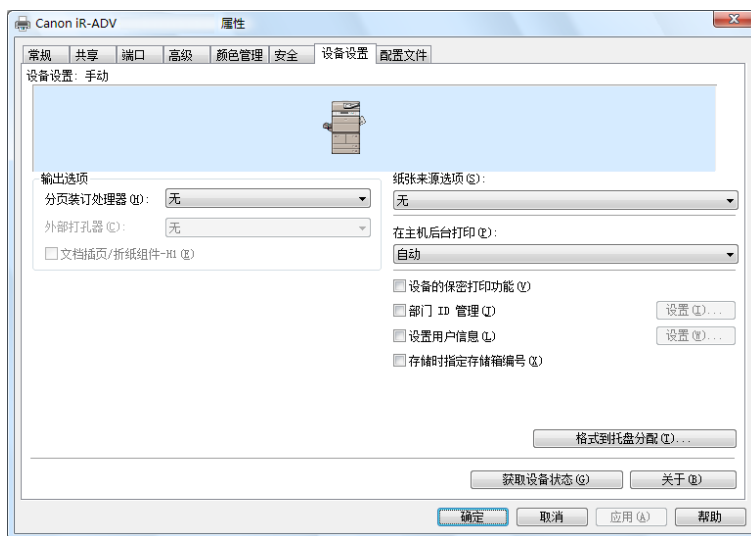 Canon iR-ADV 属性
常规 共享 端口 高级 颜色管理 安全 设备设置 配置文件
设备设置: 手动
输出选项
分页装订处理器(H): 无
外部打孔器(C): 无
文档插页/折纸组件-H1(E)
纸张来源选项(S):
无
在主机后台打印(P):
自动
设备的保密打印功能(V)
部门 ID 管理(J) 设置(I)...
设置用户信息(L) 设置(W)...
存储时指定存储箱编号(X)
格式到托盘分配(T)...
获取设备状态(G) 关于(B)
确定 取消 应用(A) 帮助